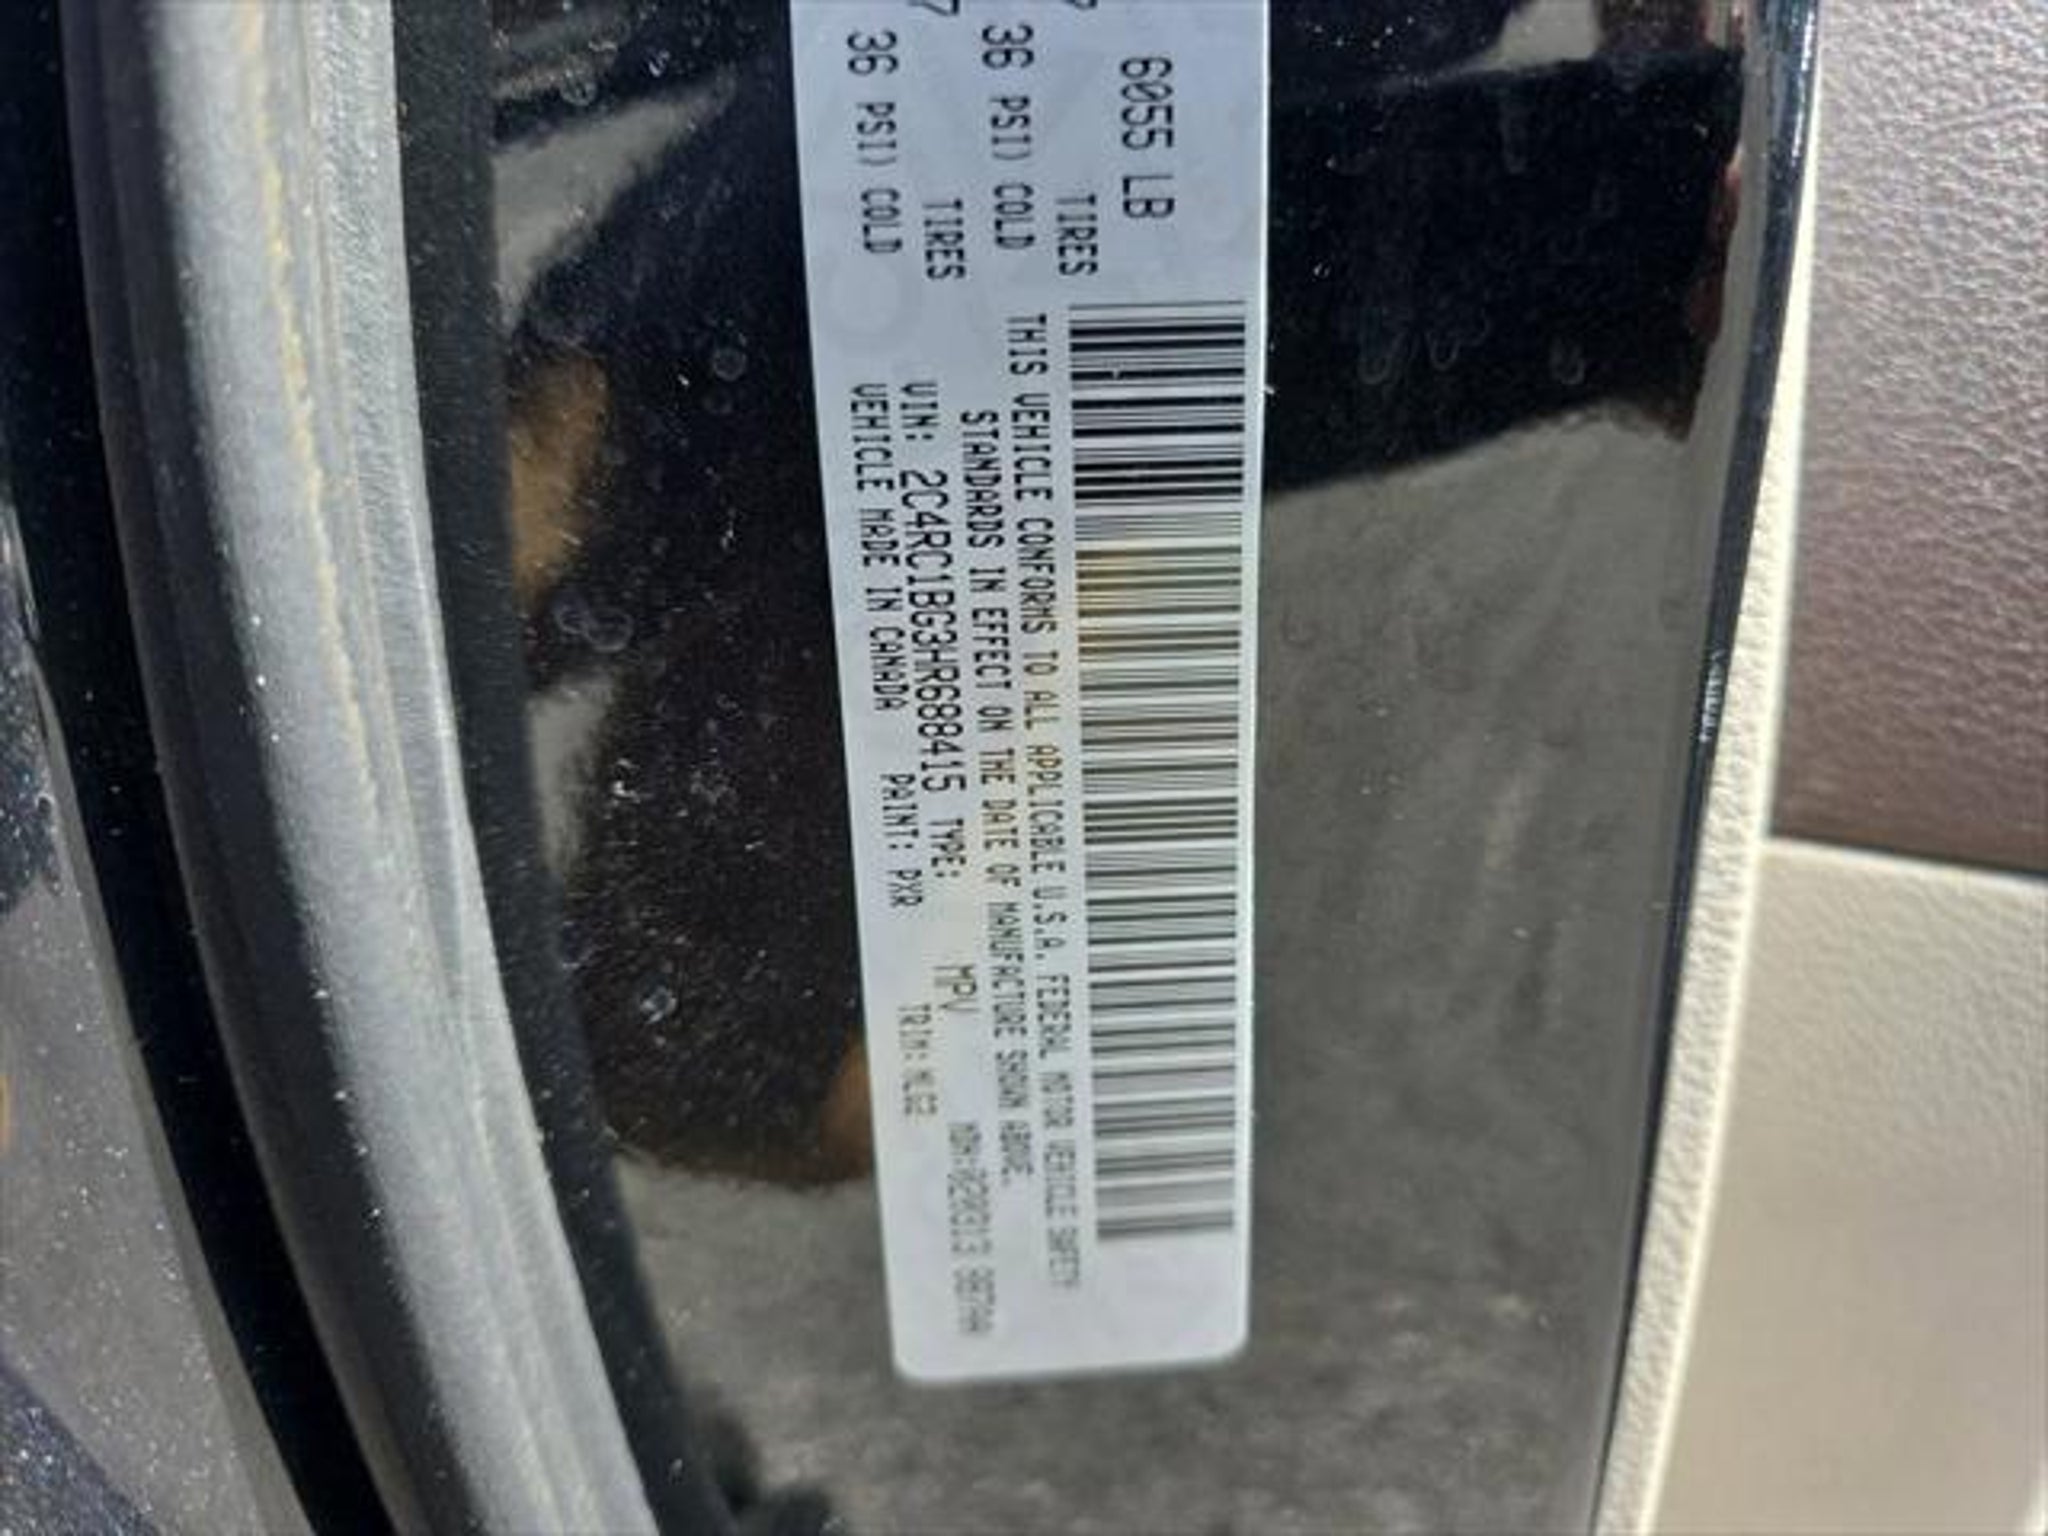 6055 LB
TIRES
36 PSI) COLD
TIRES
36 PSI) COLD
THIS VEHICLE CONFORMS TO ALL APPLICABLE U.S.A. FEDERAL MOTOR VEHICLE SAFETY
STANDARDS IN EFFECT ON THE DATE OF MANUFACTURE SHOWN ABOVE.
VIN: 2C4RC1BG3HR688415 TYPE: MPV
VEHICLE MADE IN CANADA PAINT: PXR TRIM: